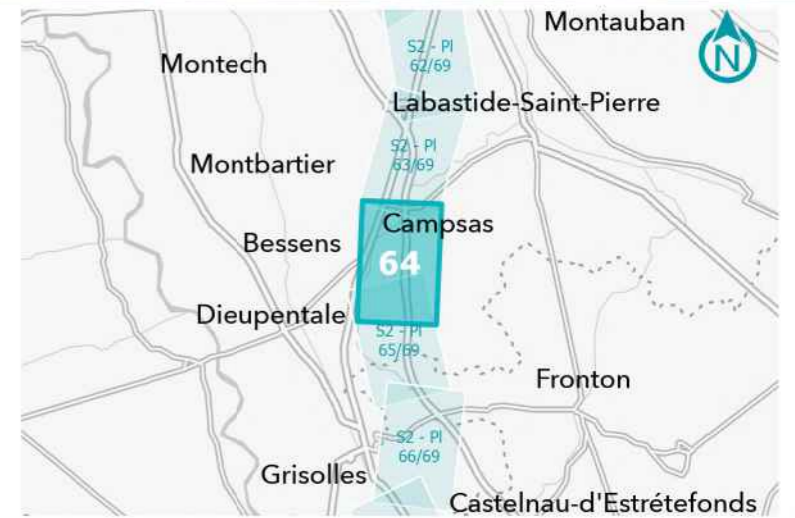 Montauban
N
S2 - Pl
62/69
Montech
Labastide-Saint-Pierre
S2 - Pl
63/69
Montbartier
Campsas
Bessens
64
Dieupentale
S2 - Pl
65/69
Fronton
S2 - Pl
66/69
Grisolles
Castelnau-d'Estrétefonds